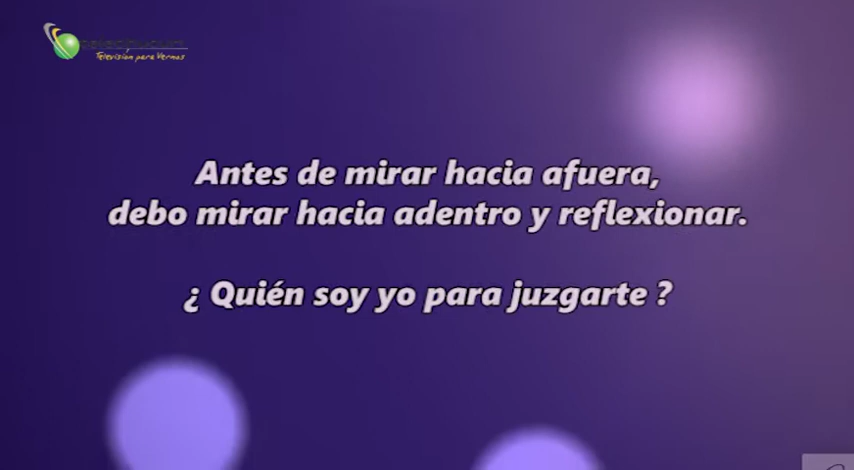 Televisión para Vernos
Antes de mirar hacia afuera,
debo mirar hacia adentro y reflexionar.
¿ Quién soy yo para juzgarte ?